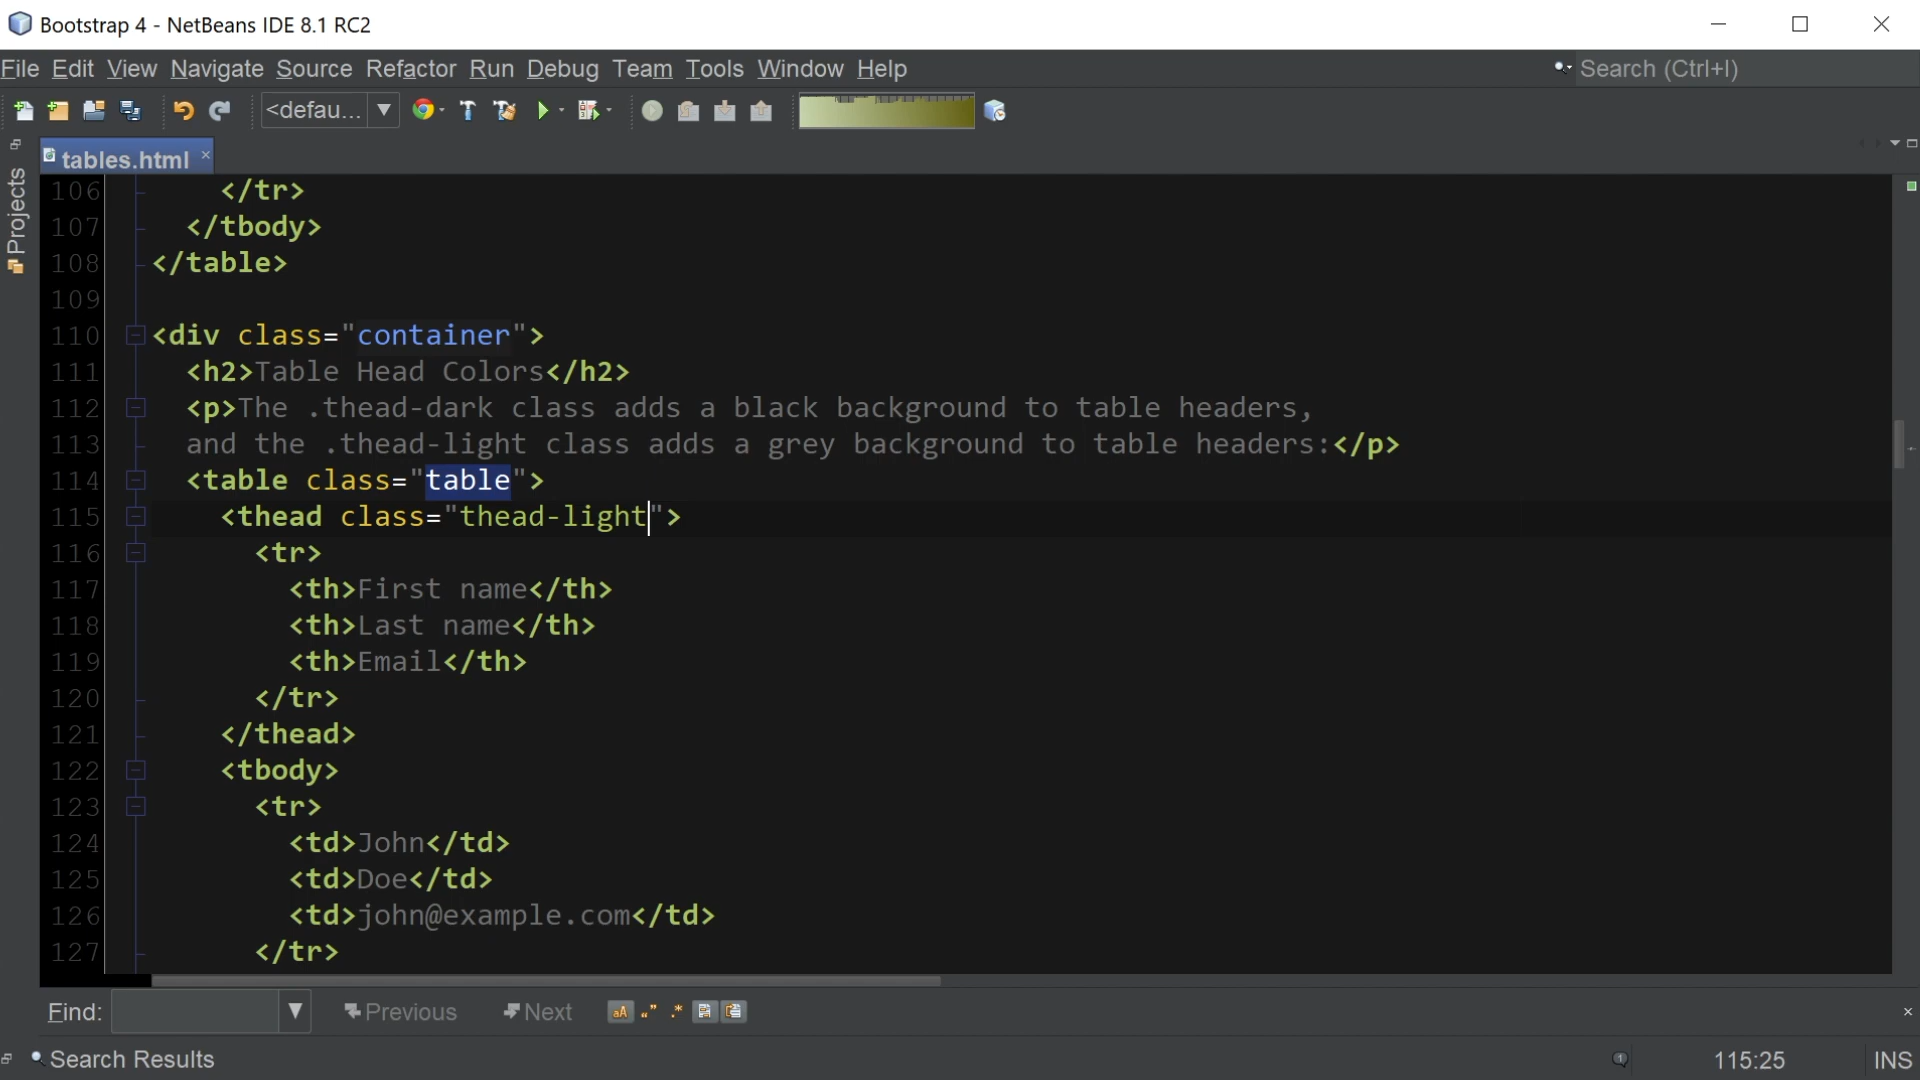 Bootstrap 4 - NetBeans IDE 8.1 RC2
File Edit View Navigate Source Refactor Run Debug Team Tools Window Help Search (Ctrl+I)
<defau...
Projects
tables.html
106 </tr>
107 </tbody>
108 </table>
109
110 <div class="container">
111 <h2>Table Head Colors</h2>
112 <p>The .thead-dark class adds a black background to table headers,
113 and the .thead-light class adds a grey background to table headers:</p>
114 <table class="table">
115 <thead class="thead-light">
116 <tr>
117 <th>First name</th>
118 <th>Last name</th>
119 <th>Email</th>
120 </tr>
121 </thead>
122 <tbody>
123 <tr>
124 <td>John</td>
125 <td>Doe</td>
126 <td>john@example.com</td>
127 </tr>
Find: Previous Next aA
Search Results 1 115:25 INS